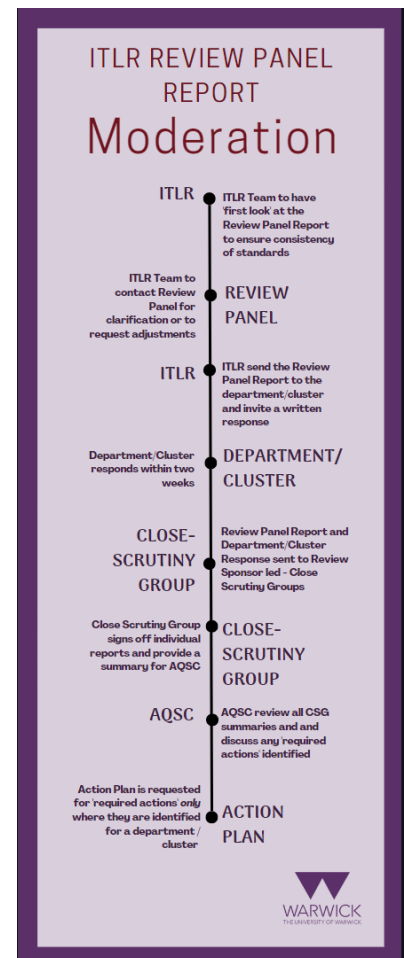 ITLR REVIEW PANEL
REPORT
Moderation
ITLR
ITLR Team to have
'first look' at the
Review Panel Report
to ensure consistency
of standards
ITLR Team to
contact Review
Panel for
clarification or to
request adjustments
REVIEW
PANEL
ITLR
ITLR send the Review
Panel Report to the
department/cluster
and invite a written
response
Department/Cluster
responds within two
weeks
DEPARTMENT/
CLUSTER
CLOSE-
SCRUTINY
GROUP
Review Panel Report and
Department/Cluster
Response sent to Review
Sponsor led - Close
Scrutiny Groups
Close Scrutiny Group
signs off individual
reports and provide a
summary for AQSC
CLOSE-
SCRUTINY
GROUP
AQSC
AQSC review all CSG
summaries and and
discuss any 'required
actions' identified
Action Plan is requested
for 'required actions' only
where they are identified
for a department /
cluster
ACTION
PLAN
WARWICK
THE UNIVERSITY OF WARWICK